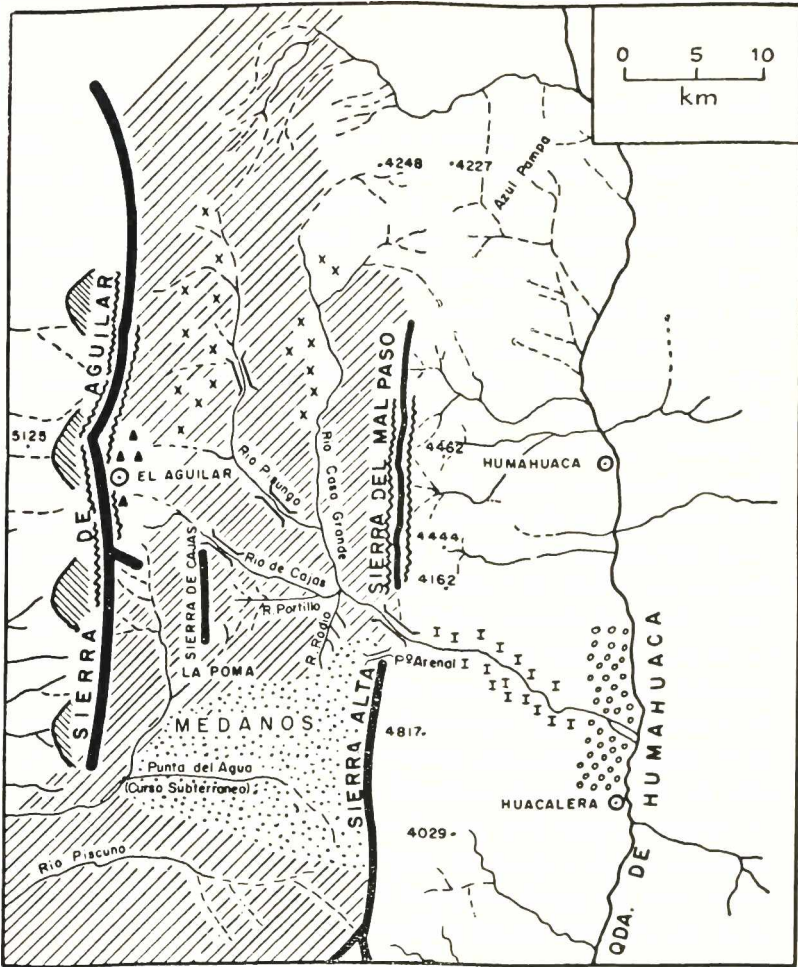 0 5 10
km
4248
4227
Azul Pampa
SIERRA DE AGUILAR
5125
EL AGUILAR
Rio Pisungo
Rio Casa Grande
SIERRA DEL MAL PASO
4462
HUMAHUACA
4444
4162
SIERRA DE CAJAS
Rio de Cajas
R. Portillo
R. Rodio
LA POMA
Pº Arenal
MEDANOS
SIERRA ALTA
4817
Punta del Agua
(Curso Subterraneo)
HUACALERA
4029
Rio Piscuno
QDA. DE HUMAHUACA